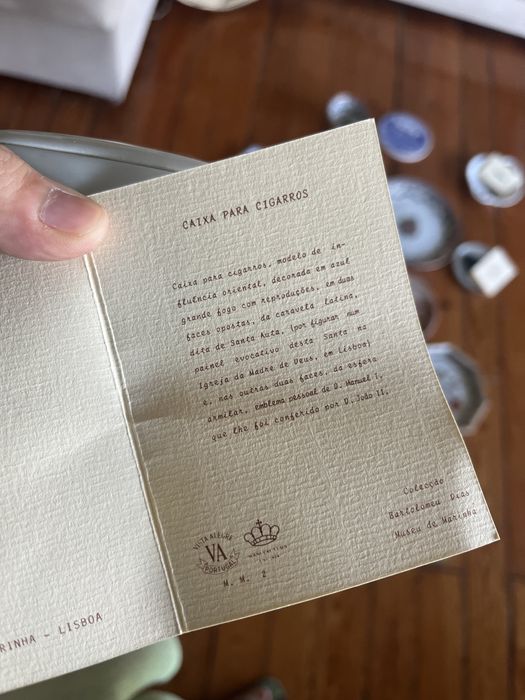 CAIXA PARA CIGARROS
Caixa para cigarros, modelo de in-
fluência oriental, decorada em azul
grande fogo com reproduções, em duas
faces opostas, da caravela latina,
dita de Santa Auta, (por figurar num
painel evocativo desta Santa na
Igreja da Madre de Deus, em Lisboa)
e, nas outras duas faces, da esfera
armilar, emblema pessoal de D. Manuel I,
que lhe foi conferido por D. João II.
Colecção
Bartolomeu Dias
Museu de Marinha
VISTA ALEGRE
VA
PORTUGAL
M. M. 2
RINHA - LISBOA